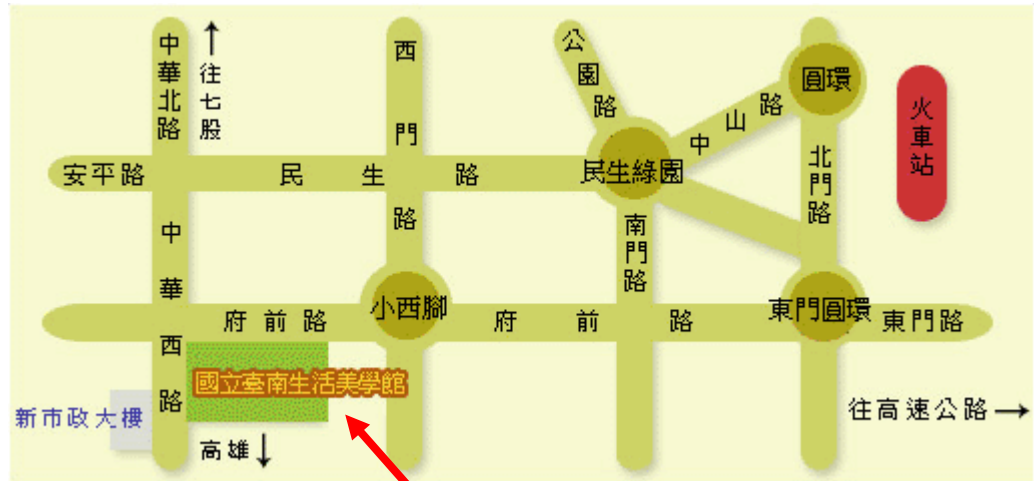 中華北路
↑往七股
西門路
公園路
中山路
圓環
火車站
安平路
民生路
民生綠園
北門路
南門路
中華西路
府前路
小西腳
府前路
東門圓環
東門路
國立臺南生活美學館
新市政大樓
高雄↓
往高速公路→